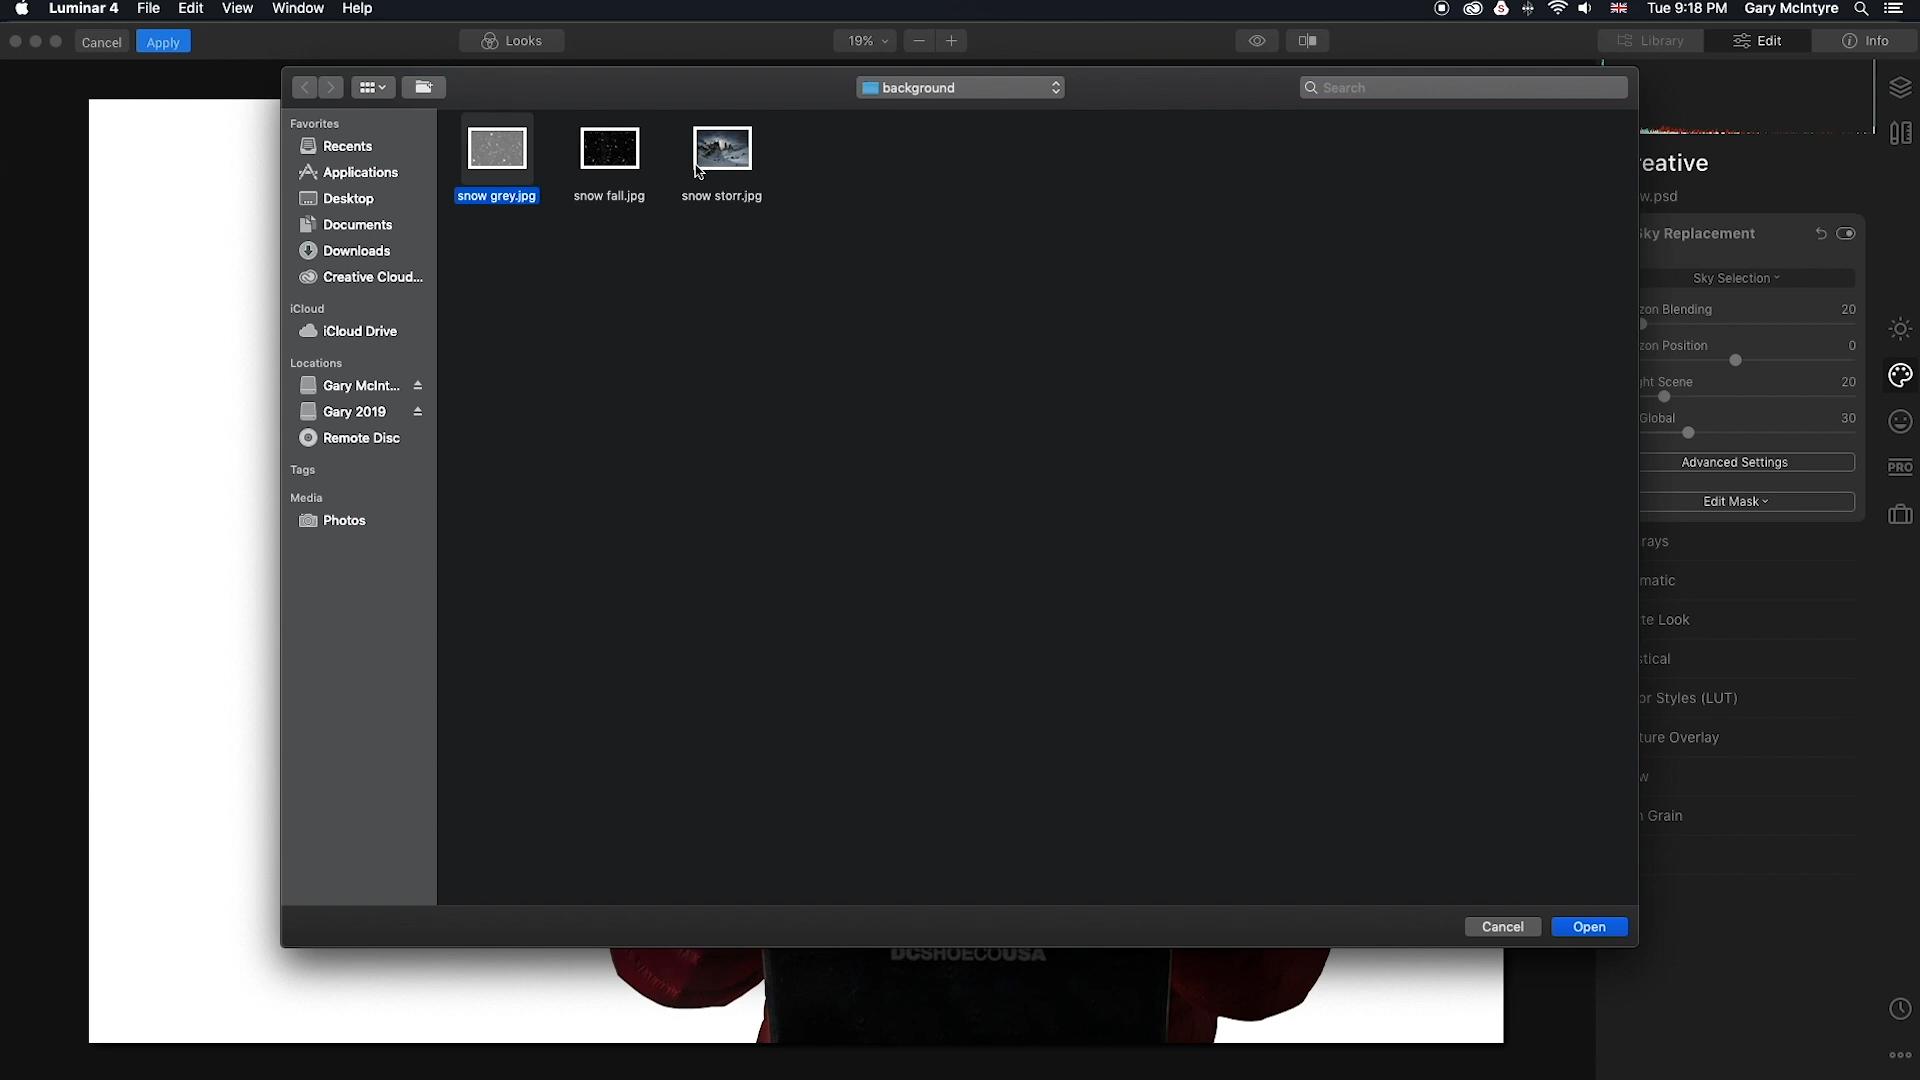 Luminar 4 File Edit View Window Help
Tue 9:18 PM Gary McIntyre
Cancel Apply Looks 19% Library Edit Info
background
Search
Favorites
Recents
Applications
Desktop
Documents
Downloads
Creative Cloud...
iCloud
iCloud Drive
Locations
Gary McInt...
Gary 2019
Remote Disc
Tags
Media
Photos
snow grey.jpg
snow fall.jpg
snow storr.jpg
Cancel
Open
reative
w.psd
Sky Replacement
Sky Selection
zon Blending 20
zon Position 0
ght Scene 20
Global 30
Advanced Settings
Edit Mask
rays
matic
te Look
stical
or Styles (LUT)
ture Overlay
w
n Grain
PRO
DCSHOECOUSA